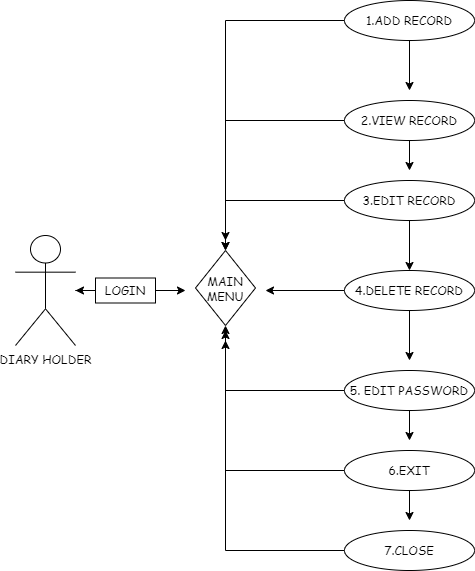 1.ADD RECORD
2.VIEW RECORD
3.EDIT RECORD
MAIN
MENU
LOGIN
4.DELETE RECORD
DIARY HOLDER
5. EDIT PASSWORD
6.EXIT
7.CLOSE